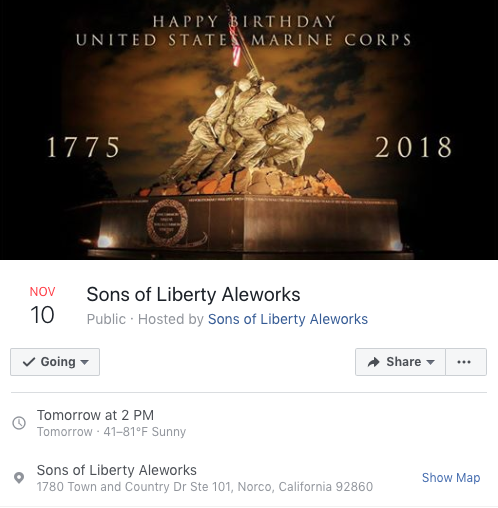 HAPPY BIRTHDAY
UNITED STATES MARINE CORPS
1775
2018
NOV
10
Sons of Liberty Aleworks
Public · Hosted by Sons of Liberty Aleworks
Going
Share
Tomorrow at 2 PM
Tomorrow · 41–81°F Sunny
Sons of Liberty Aleworks
1780 Town and Country Dr Ste 101, Norco, California 92860
Show Map